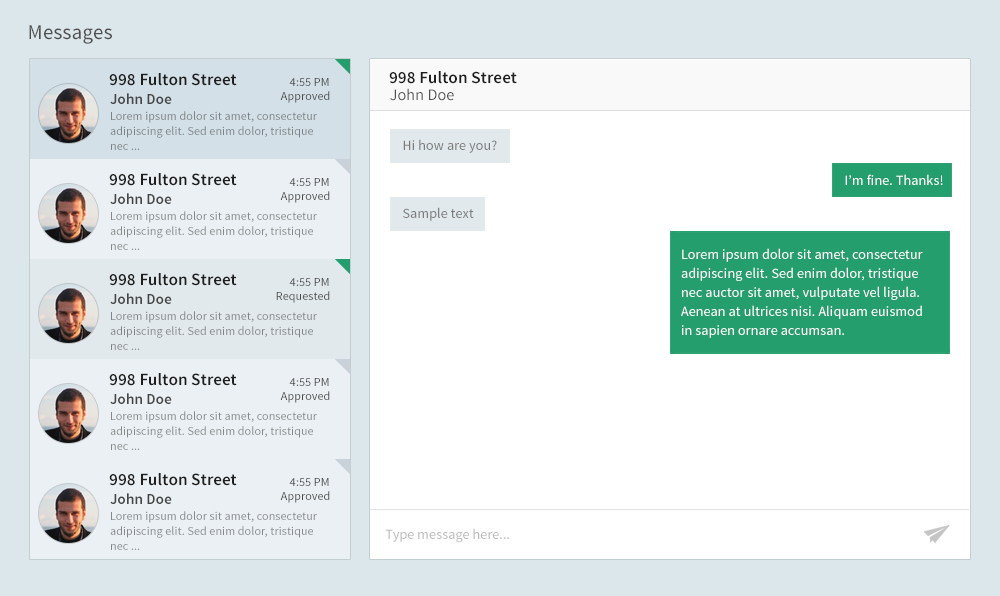 Messages
998 Fulton Street
4:55 PM
John Doe
Approved
Lorem ipsum dolor sit amet, consectetur
adipiscing elit. Sed enim dolor, tristique
nec ...
998 Fulton Street
4:55 PM
John Doe
Approved
Lorem ipsum dolor sit amet, consectetur
adipiscing elit. Sed enim dolor, tristique
nec ...
998 Fulton Street
4:55 PM
John Doe
Requested
Lorem ipsum dolor sit amet, consectetur
adipiscing elit. Sed enim dolor, tristique
nec ...
998 Fulton Street
4:55 PM
John Doe
Approved
Lorem ipsum dolor sit amet, consectetur
adipiscing elit. Sed enim dolor, tristique
nec ...
998 Fulton Street
4:55 PM
John Doe
Approved
Lorem ipsum dolor sit amet, consectetur
adipiscing elit. Sed enim dolor, tristique
nec ...
998 Fulton Street
John Doe
Hi how are you?
I'm fine. Thanks!
Sample text
Lorem ipsum dolor sit amet, consectetur
adipiscing elit. Sed enim dolor, tristique
nec auctor sit amet, vulputate vel ligula.
Aenean at ultrices nisi. Aliquam euismod
in sapien ornare accumsan.
Type message here...